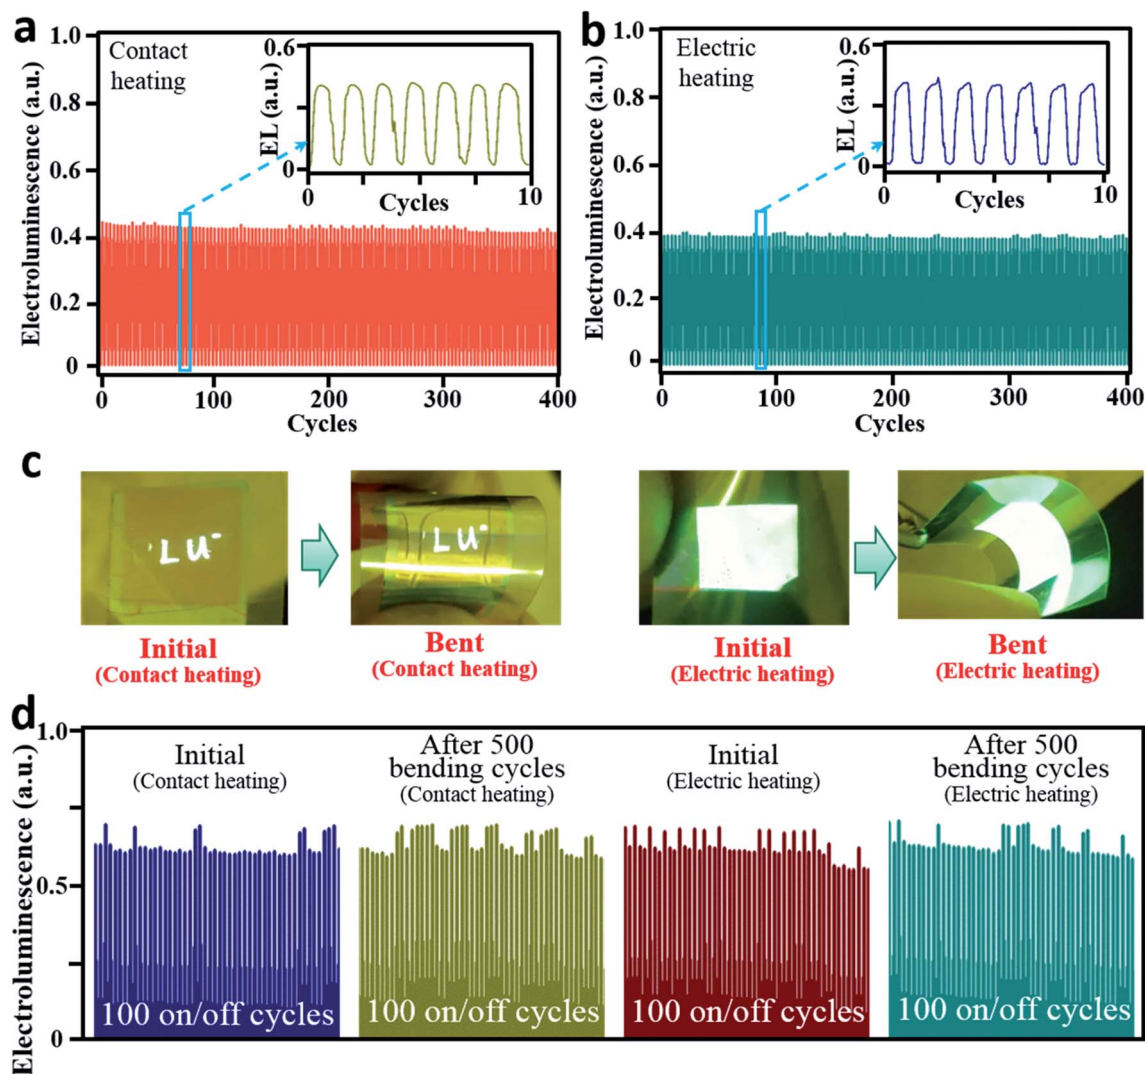 a
Electroluminescence (a.u.)
1.0
0.8
0.6
0.4
0.2
0
Contact
heating
EL (a.u.)
0.6
0
0
10
Cycles
0
100
200
300
400
Cycles
b
Electroluminescence (a.u.)
1.0
0.8
0.6
0.4
0.2
0
Electric
heating
EL (a.u.)
0.6
0
0
10
Cycles
0
100
200
300
400
Cycles
c
LU
LU
Initial
(Contact heating)
Bent
(Contact heating)
Initial
(Electric heating)
Bent
(Electric heating)
d
Electroluminescence (a.u.)
1.0
0.5
0
Initial
(Contact heating)
100 on/off cycles
After 500
bending cycles
(Contact heating)
100 on/off cycles
Initial
(Electric heating)
100 on/off cycles
After 500
bending cycles
(Electric heating)
100 on/off cycles